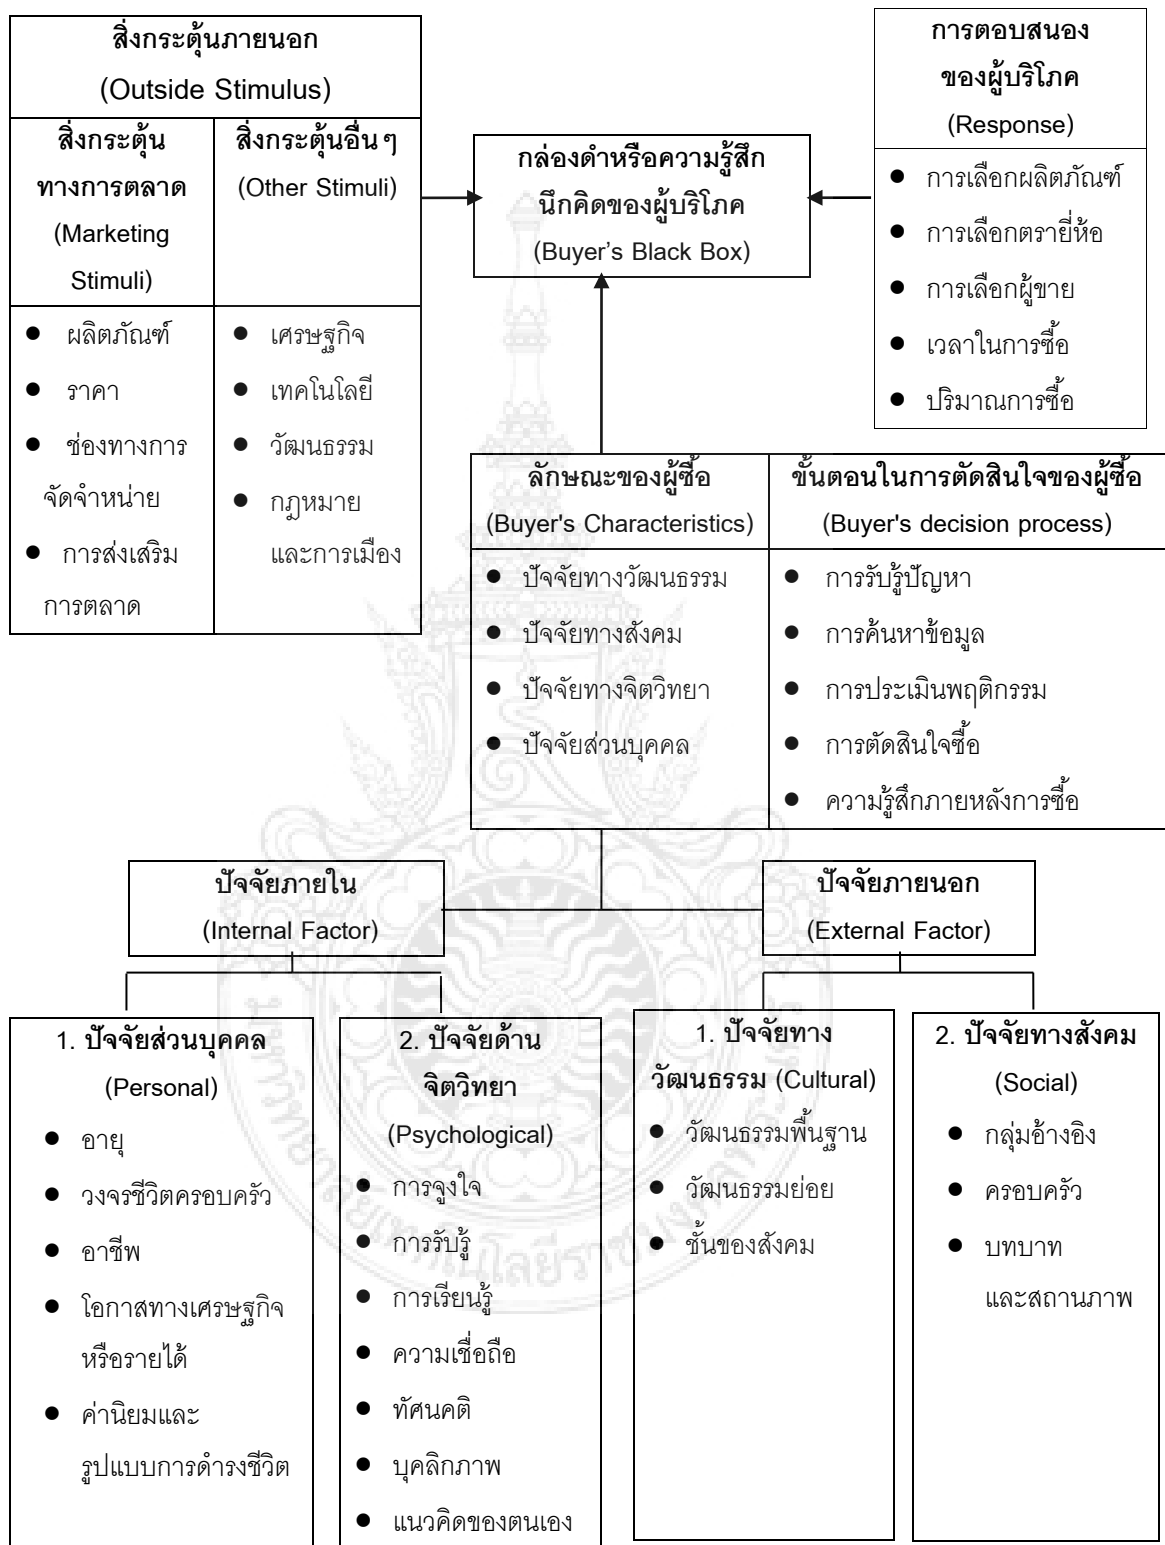 สิ่งกระตุ้นภายนอก
(Outside Stimulus)
สิ่งกระตุ้น
ทางการตลาด
(Marketing
Stimuli)
สิ่งกระตุ้นอื่น ๆ
(Other Stimuli)
● ผลิตภัณฑ์
● ราคา
● ช่องทางการ
จัดจำหน่าย
● การส่งเสริม
การตลาด
● เศรษฐกิจ
● เทคโนโลยี
● วัฒนธรรม
● กฎหมาย
และการเมือง
กล่องดำหรือความรู้สึก
นึกคิดของผู้บริโภค
(Buyer's Black Box)
การตอบสนอง
ของผู้บริโภค
(Response)
● การเลือกผลิตภัณฑ์
● การเลือกตรายี่ห้อ
● การเลือกผู้ขาย
● เวลาในการซื้อ
● ปริมาณการซื้อ
ลักษณะของผู้ซื้อ
(Buyer's Characteristics)
● ปัจจัยทางวัฒนธรรม
● ปัจจัยทางสังคม
● ปัจจัยทางจิตวิทยา
● ปัจจัยส่วนบุคคล
ขั้นตอนในการตัดสินใจของผู้ซื้อ
(Buyer's decision process)
● การรับรู้ปัญหา
● การค้นหาข้อมูล
● การประเมินพฤติกรรม
● การตัดสินใจซื้อ
● ความรู้สึกภายหลังการซื้อ
ปัจจัยภายใน
(Internal Factor)
ปัจจัยภายนอก
(External Factor)
1. ปัจจัยส่วนบุคคล
(Personal)
● อายุ
● วงจรชีวิตครอบครัว
● อาชีพ
● โอกาสทางเศรษฐกิจ
หรือรายได้
● ค่านิยมและ
รูปแบบการดำรงชีวิต
2. ปัจจัยด้าน
จิตวิทยา
(Psychological)
● การจูงใจ
● การรับรู้
● การเรียนรู้
● ความเชื่อถือ
● ทัศนคติ
● บุคลิกภาพ
● แนวคิดของตนเอง
1. ปัจจัยทาง
วัฒนธรรม (Cultural)
● วัฒนธรรมพื้นฐาน
● วัฒนธรรมย่อย
● ชั้นของสังคม
2. ปัจจัยทางสังคม
(Social)
● กลุ่มอ้างอิง
● ครอบครัว
● บทบาท
และสถานภาพ